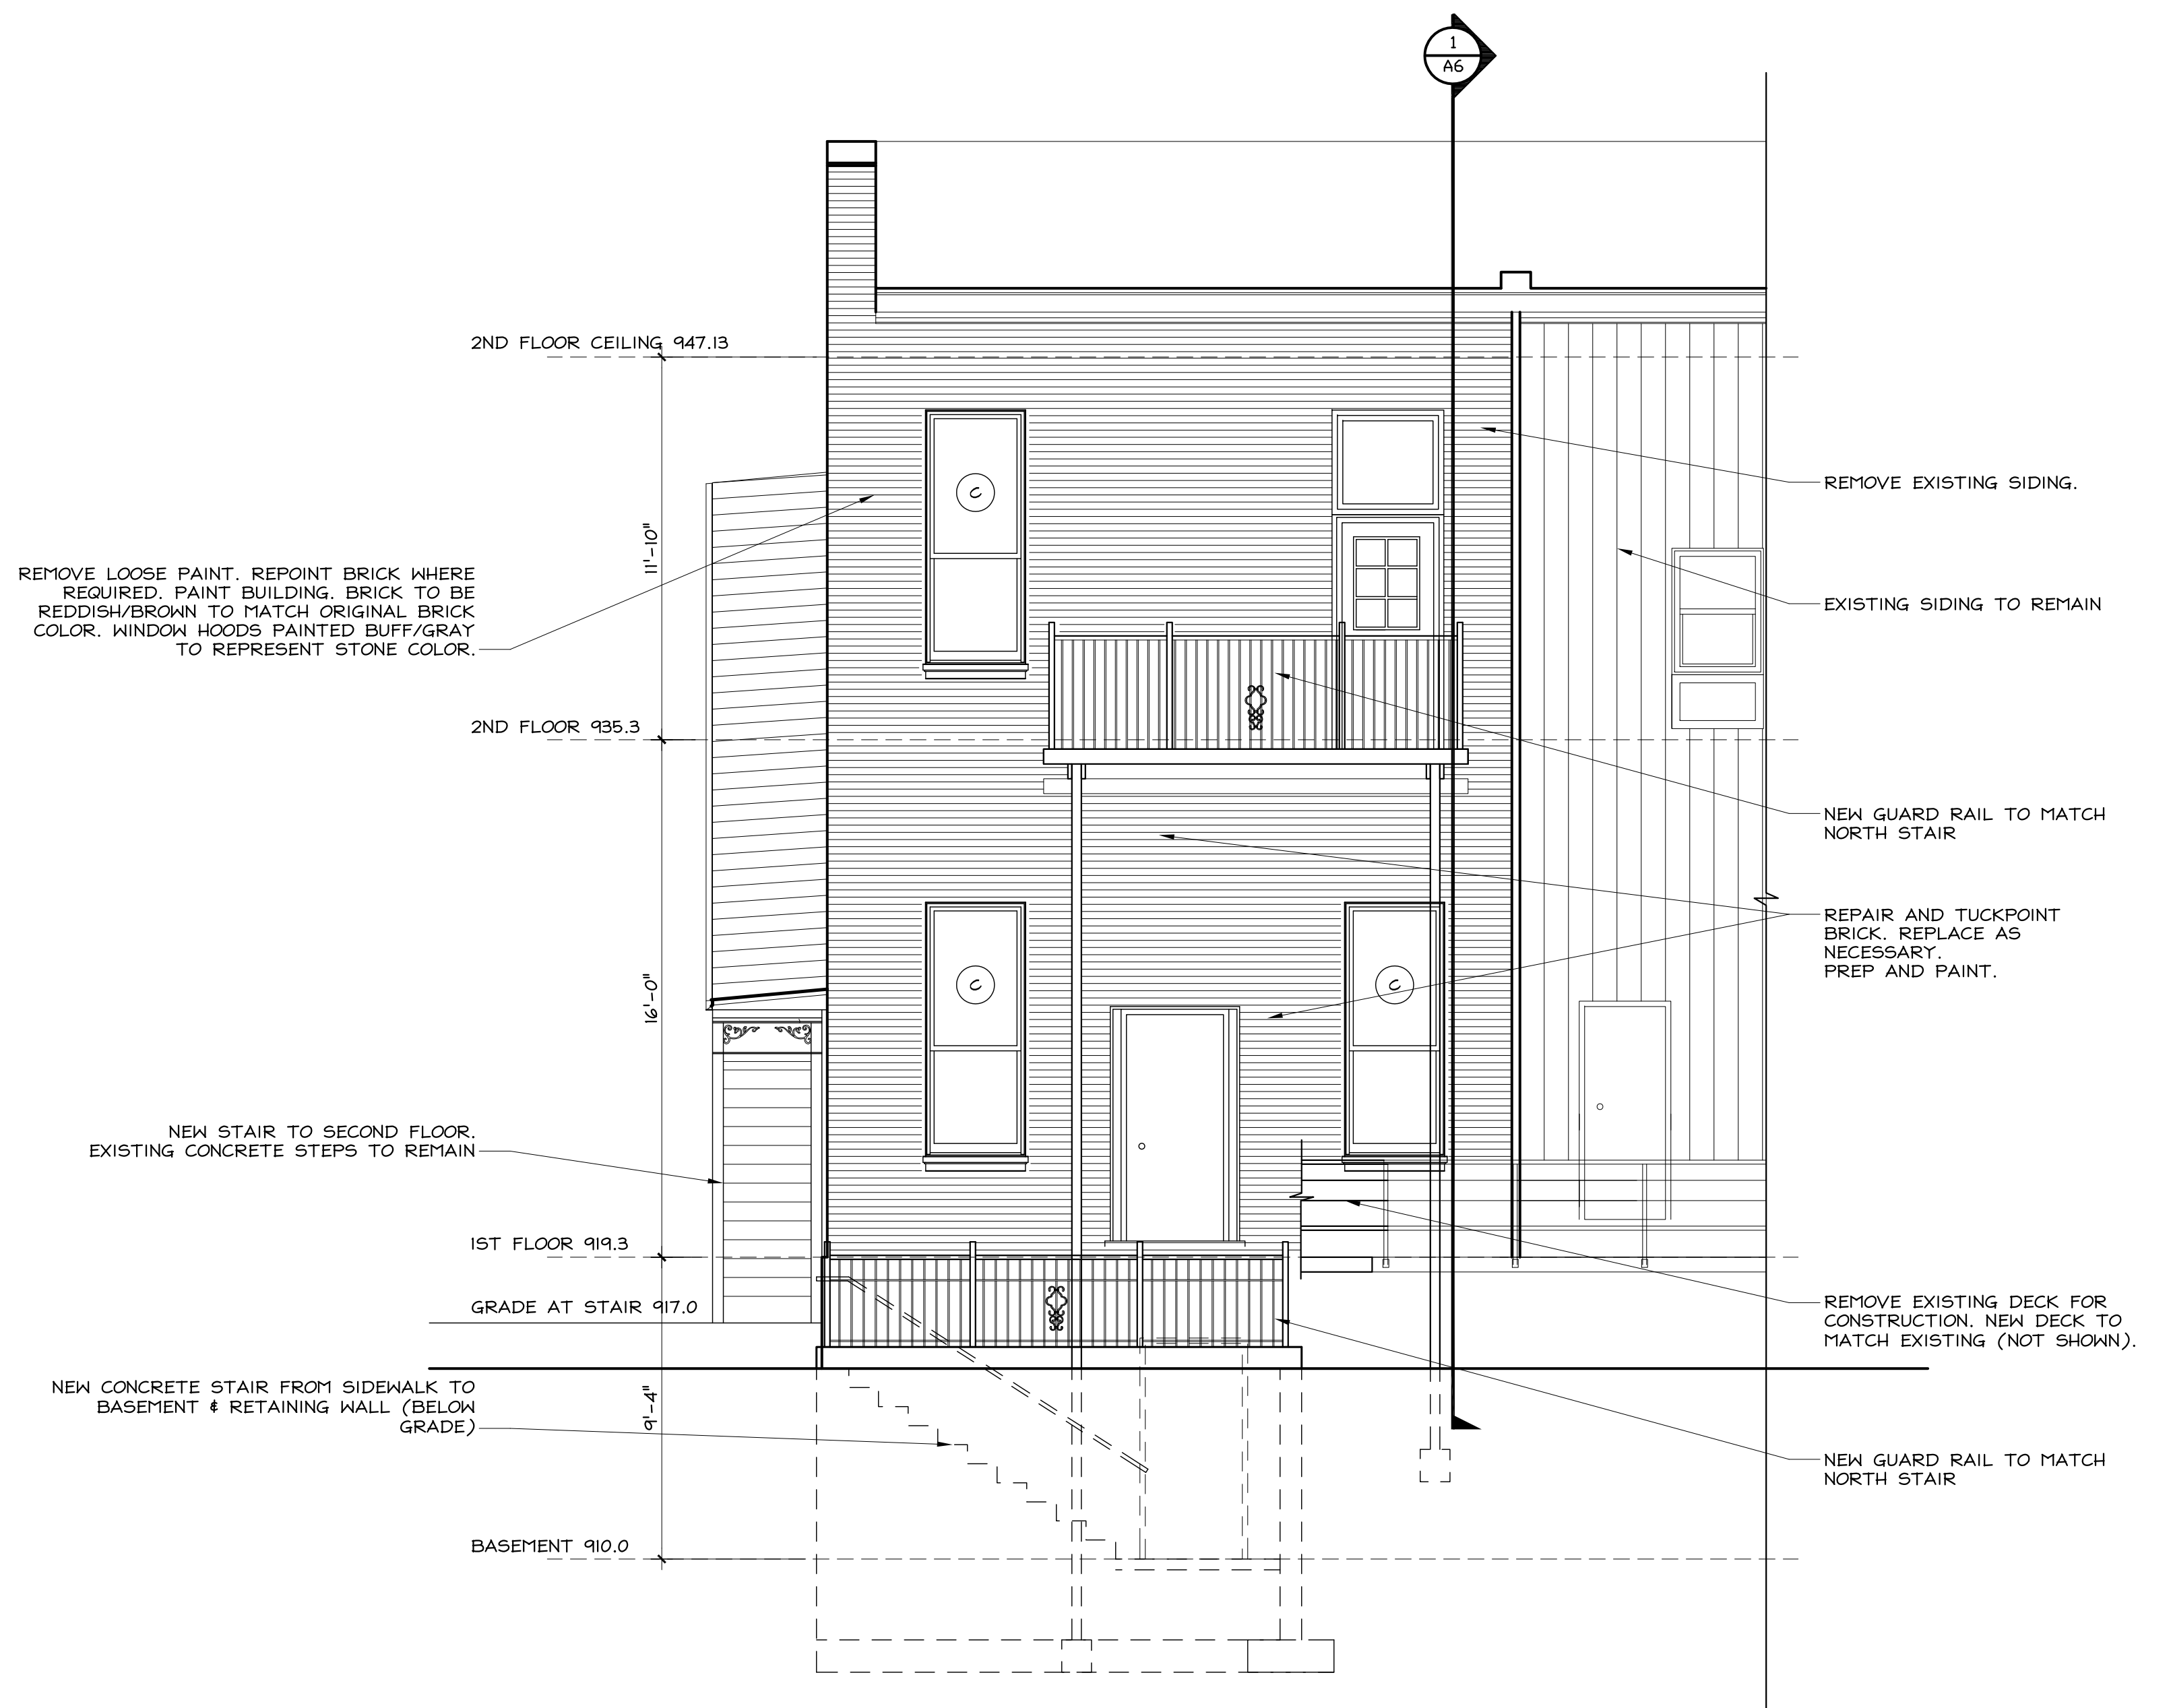 1
A6
2ND FLOOR CEILING 947.13
REMOVE EXISTING SIDING.
11'-10"
REMOVE LOOSE PAINT. REPOINT BRICK WHERE
REQUIRED. PAINT BUILDING. BRICK TO BE
REDDISH/BROWN TO MATCH ORIGINAL BRICK
COLOR. WINDOW HOODS PAINTED BUFF/GRAY
TO REPRESENT STONE COLOR.
C
EXISTING SIDING TO REMAIN
2ND FLOOR 935.3
NEW GUARD RAIL TO MATCH
NORTH STAIR
REPAIR AND TUCKPOINT
BRICK. REPLACE AS
NECESSARY.
PREP AND PAINT.
16'-0"
C
C
NEW STAIR TO SECOND FLOOR.
EXISTING CONCRETE STEPS TO REMAIN
1ST FLOOR 919.3
GRADE AT STAIR 917.0
REMOVE EXISTING DECK FOR
CONSTRUCTION. NEW DECK TO
MATCH EXISTING (NOT SHOWN).
NEW CONCRETE STAIR FROM SIDEWALK TO
BASEMENT & RETAINING WALL (BELOW
GRADE)
9'-4"
NEW GUARD RAIL TO MATCH
NORTH STAIR
BASEMENT 910.0